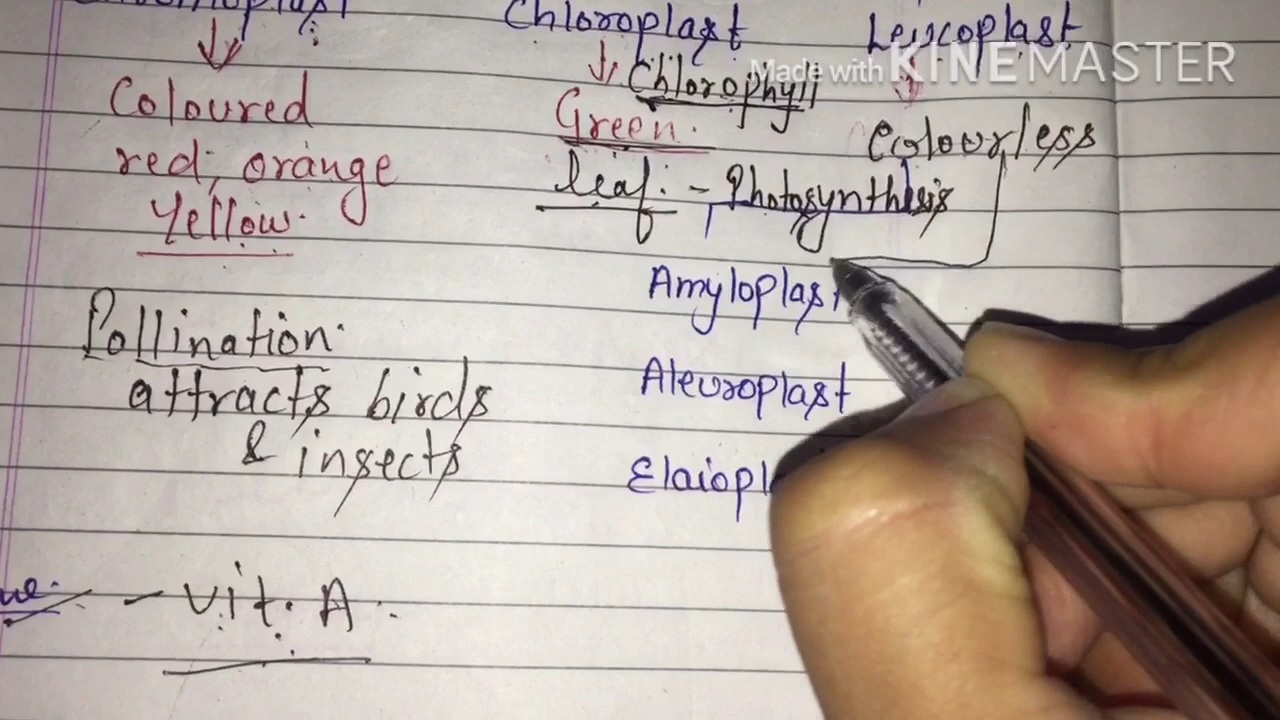 Chloroplast
Leucoplast
Made with KINEMASTER
Chlorophyll
Coloured
Green.
Colourless
red, orange
leaf. - Photosynthesis
Yellow.
Amyloplast
Pollination.
attracts birds
Aleuroplast
& insects
- Vit. A.